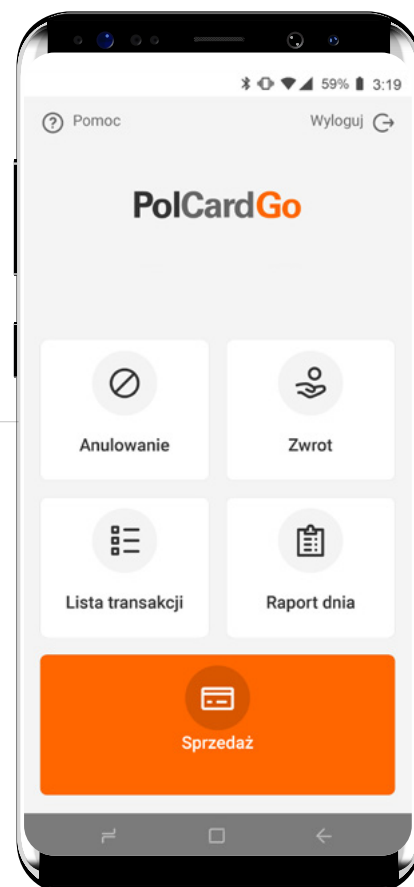 59% 3:19
Pomoc Wyloguj
PolCardGo
Anulowanie Zwrot
Lista transakcji Raport dnia
Sprzedaż